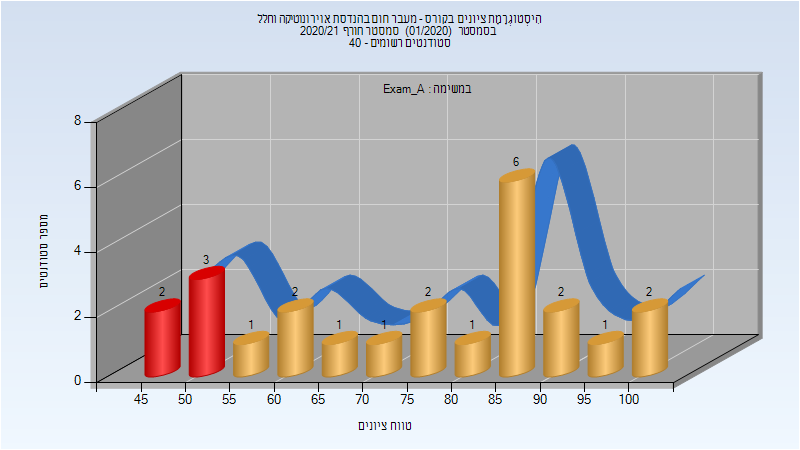 הִיסְטוֹגְרָמַת ציונים בקורס - מעבר חום בהנדסת אוירונוטיקה וחלל
בסמסטר (01/2020) סמסטר חורף 2020/21
סטודנטים רשומים - 40
במשימה : Exam_A
מספר סטודנטים
8
6
4
2
0
2
3
1
2
1
1
2
1
6
2
1
2
45 50 55 60 65 70 75 80 85 90 95 100
טווח ציונים